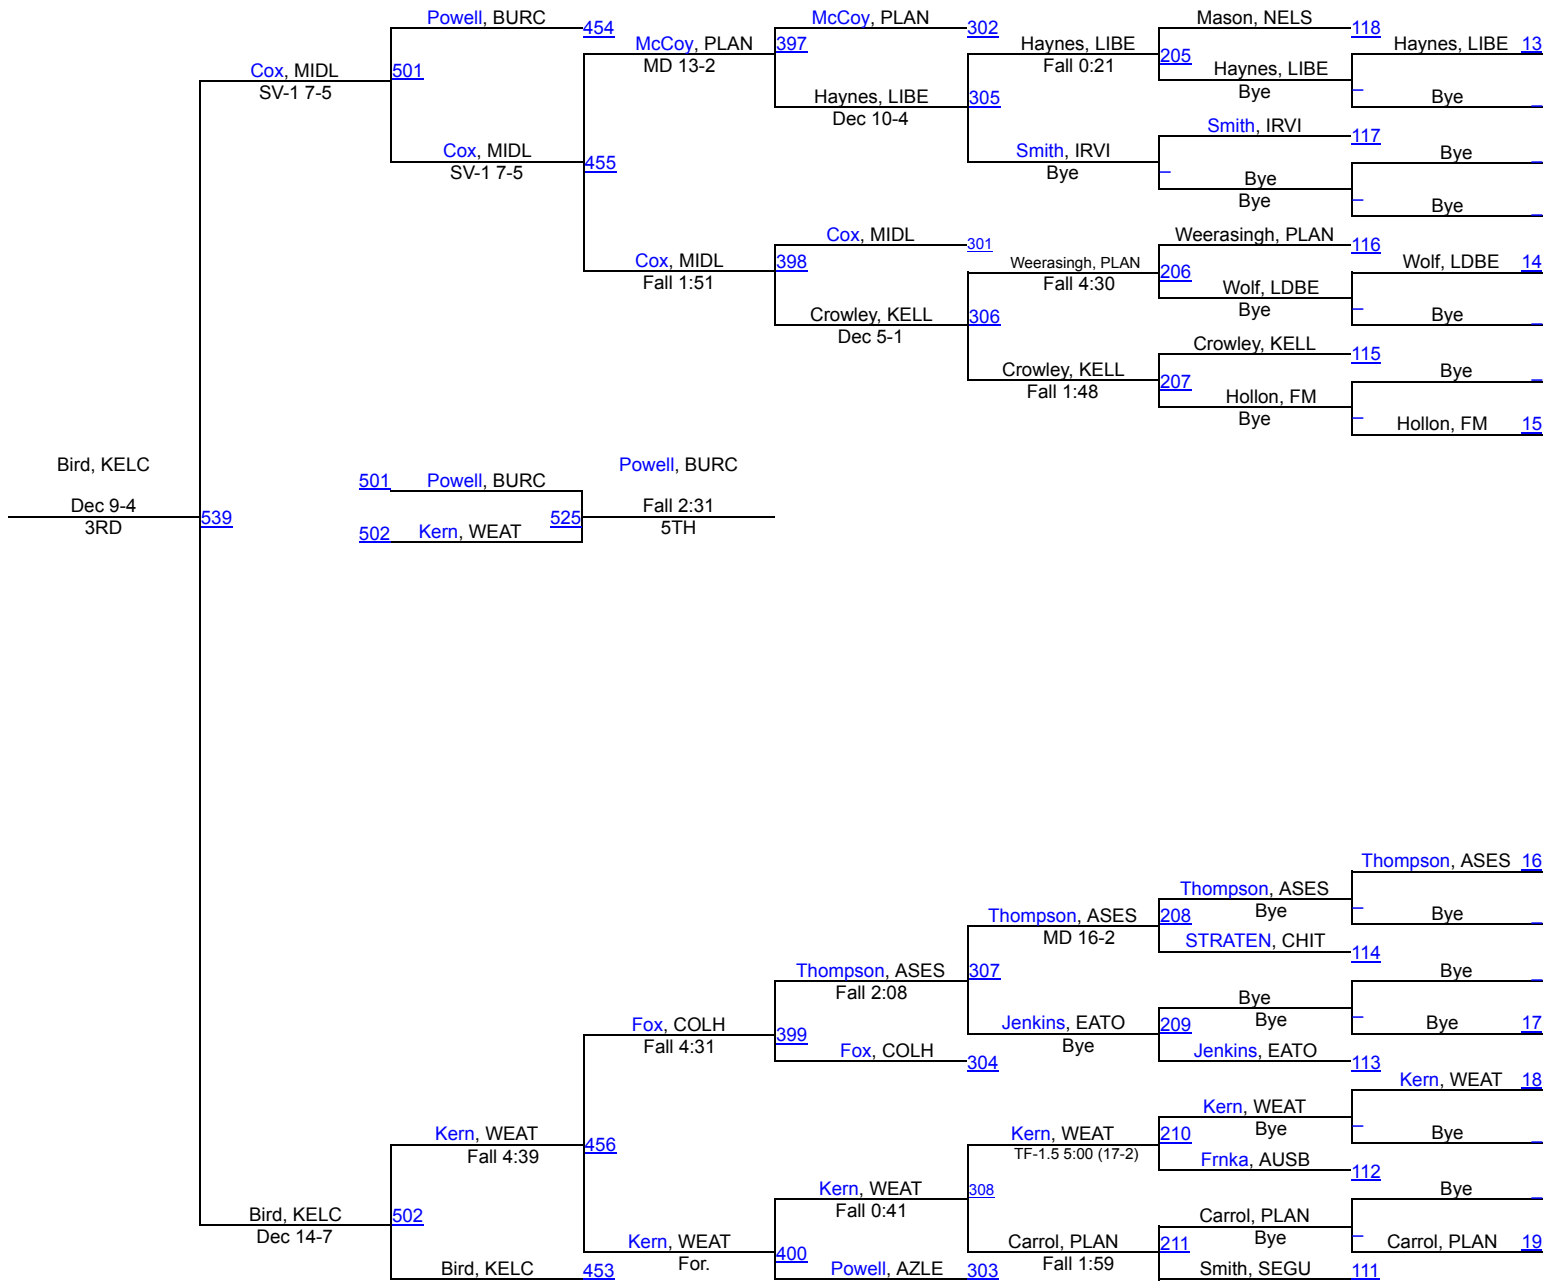 Powell, BURC 454
McCoy, PLAN 302
Mason, NELS 118
McCoy, PLAN 397
MD 13-2
Haynes, LIBE 205
Fall 0:21
Haynes, LIBE 13
Cox, MIDL 501
SV-1 7-5
Haynes, LIBE
Bye
Haynes, LIBE 305
Dec 10-4
Bye
Smith, IRVI 117
Cox, MIDL 455
SV-1 7-5
Smith, IRVI
Bye
Bye
Bye
Bye
Bye
Cox, MIDL 301
Weerasingh, PLAN 116
Cox, MIDL 398
Fall 1:51
Weerasingh, PLAN 206
Fall 4:30
Wolf, LDBE 14
Wolf, LDBE
Bye
Crowley, KELL 306
Dec 5-1
Bye
Crowley, KELL 115
Crowley, KELL 207
Fall 1:48
Bye
Hollon, FM
Bye
Hollon, FM 15
Bird, KELC
Dec 9-4
3RD
539
501 Powell, BURC
502 Kern, WEAT
525
Powell, BURC
Fall 2:31
5TH
Thompson, ASES 16
Thompson, ASES
Bye
Bye
Thompson, ASES 208
MD 16-2
STRATEN, CHIT 114
Thompson, ASES 307
Fall 2:08
Bye
Bye
Bye
Fox, COLH 399
Fall 4:31
Jenkins, EATO 209
Bye
Bye 17
Fox, COLH 304
Jenkins, EATO 113
Kern, WEAT 18
Kern, WEAT
Bye
Kern, WEAT 456
Fall 4:39
Kern, WEAT 210
TF-1.5 5:00 (17-2)
Bye
Frnka, AUSB 112
Kern, WEAT 308
Fall 0:41
Bye
Bird, KELC 502
Dec 14-7
Carrol, PLAN
Bye
Kern, WEAT 400
For.
Carrol, PLAN 211
Fall 1:59
Carrol, PLAN 19
Bird, KELC 453
Powell, AZLE 303
Smith, SEGU 111